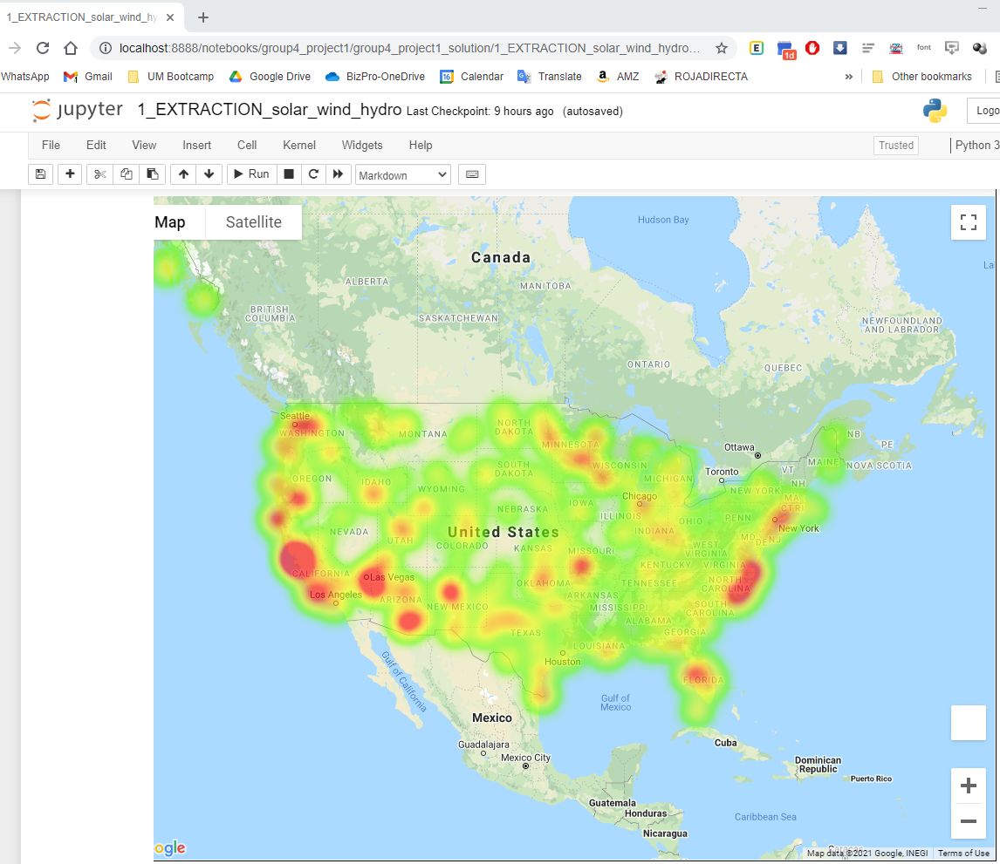 1_EXTRACTION_solar_wind_hy
localhost:8888/notebooks/group4_project1/group4_project1_solution/1_EXTRACTION_solar_wind_hydro...
E
1d
font
WhatsApp Gmail UM Bootcamp Google Drive BizPro-OneDrive 16 Calendar Translate AMZ ROJADIRECTA » Other bookmarks
jupyter 1_EXTRACTION_solar_wind_hydro Last Checkpoint: 9 hours ago (autosaved)
Logo
File Edit View Insert Cell Kernel Widgets Help Trusted Python 3
Run Markdown
Map Satellite
Hudson Bay
La
Canada
ALBERTA
MANITOBA
BRITISH
COLUMBIA
SASKATCHEWAN
NEWFOUNDLAND
AND LABRADOR
ONTARIO
QUEBEC
Seattle
WASHINGTON
MONTANA
NORTH
DAKOTA
MINNESOTA
Ottawa
NB
PE
MAINE
NOVA SCOTIA
OREGON
IDAHO
WYOMING
SOUTH
DAKOTA
WISCONSIN
MICHIGAN
Toronto
VT
NH
NEW YORK
MA
CT RI
Chicago
IOWA
NEBRASKA
ILLINOIS
INDIANA
OHIO
PENN
New York
NEVADA
UTAH
United States
COLORADO
KANSAS
MISSOURI
WEST
VIRGINIA
MD
DE
NJ
KENTUCKY
VIRGINIA
CALIFORNIA
Las Vegas
OKLAHOMA
TENNESSEE
NORTH
CAROLINA
Los Angeles
ARIZONA
NEW MEXICO
ARKANSAS
MISSISSIPPI
SOUTH
CAROLINA
ALABAMA
GEORGIA
TEXAS
LOUISIANA
Houston
FLORIDA
Gulf of California
Gulf of
Mexico
Mexico
Guadalajara
Mexico City
Cuba
Dominican
Republic
Puerto Rico
Guatemala
Honduras
Nicaragua
Caribbean Sea
Caracas
ogle
Map data ©2021 Google, INEGI Terms of Use